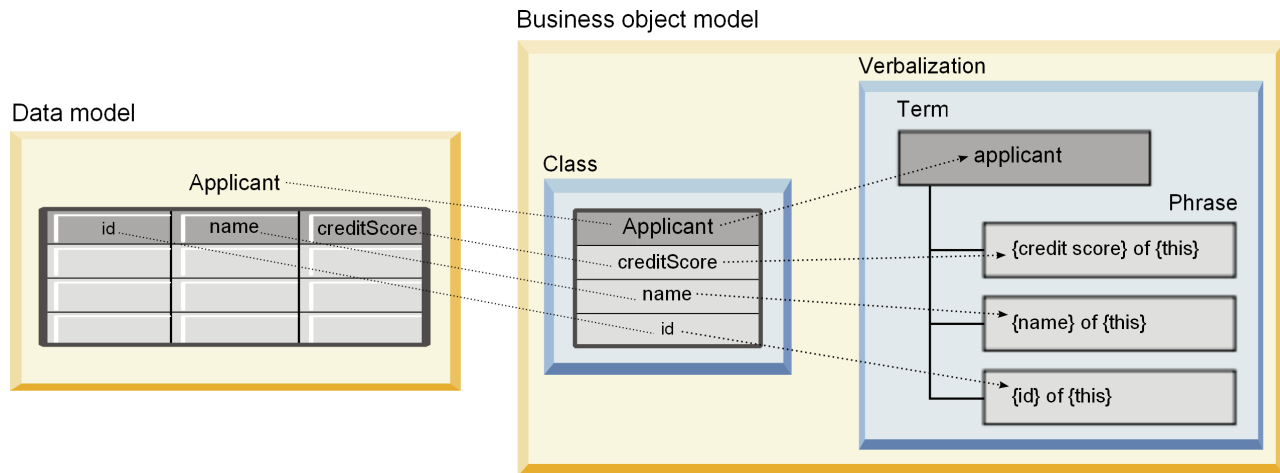 Business object model
Data model
Applicant
id
name
creditScore
Class
Applicant
creditScore
name
id
Verbalization
Term
applicant
Phrase
{credit score} of {this}
{name} of {this}
{id} of {this}